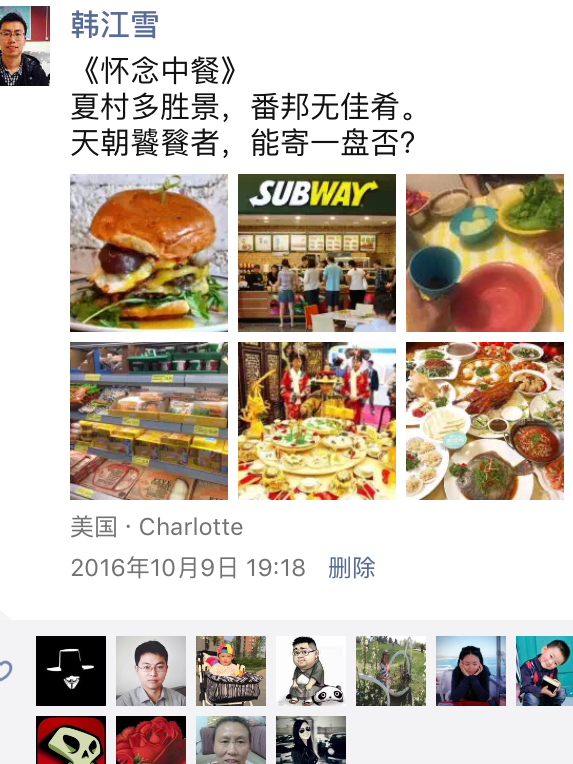 韩江雪
《怀念中餐》
夏村多胜景，番邦无佳肴。
天朝饕餮者，能寄一盘否？
SUBWAY
美国 · Charlotte
2016年10月9日 19:18 删除